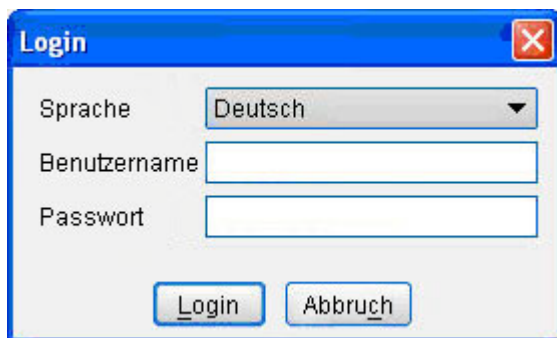 Login
Sprache Deutsch
Benutzername
Passwort
Login Abbruch